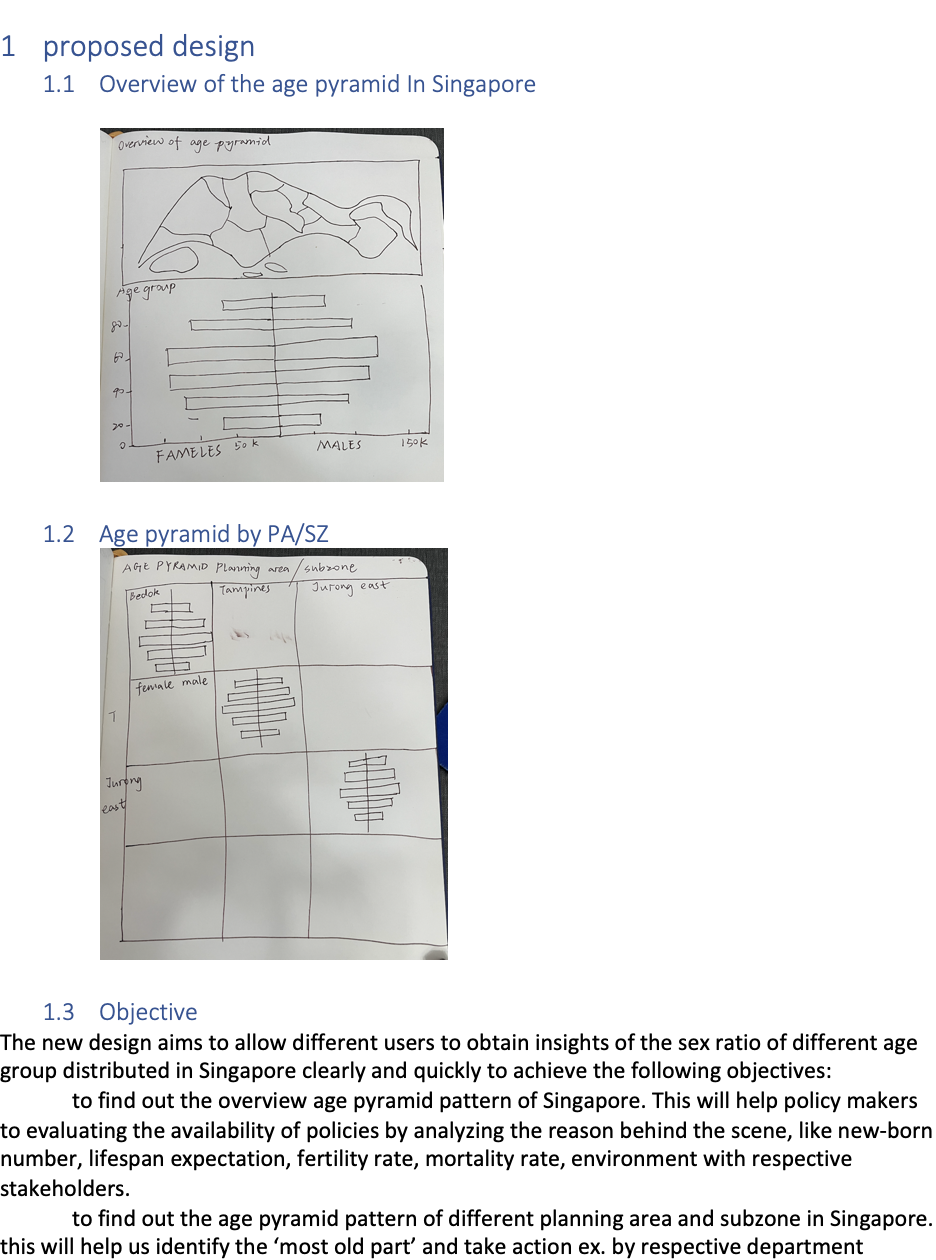 1 proposed design
1.1 Overview of the age pyramid In Singapore
Overview of age pyramid
Age group
80
60
40
20
0
FAMELES 50k MALES 150K
1.2 Age pyramid by PA/SZ
AGE PYRAMID Planning area / subzone
Bedok Tampines Jurong east
female male
T
Jurong
east
1.3 Objective
The new design aims to allow different users to obtain insights of the sex ratio of different age
group distributed in Singapore clearly and quickly to achieve the following objectives:
to find out the overview age pyramid pattern of Singapore. This will help policy makers
to evaluating the availability of policies by analyzing the reason behind the scene, like new-born
number, lifespan expectation, fertility rate, mortality rate, environment with respective
stakeholders.
to find out the age pyramid pattern of different planning area and subzone in Singapore.
this will help us identify the ‘most old part’ and take action ex. by respective department